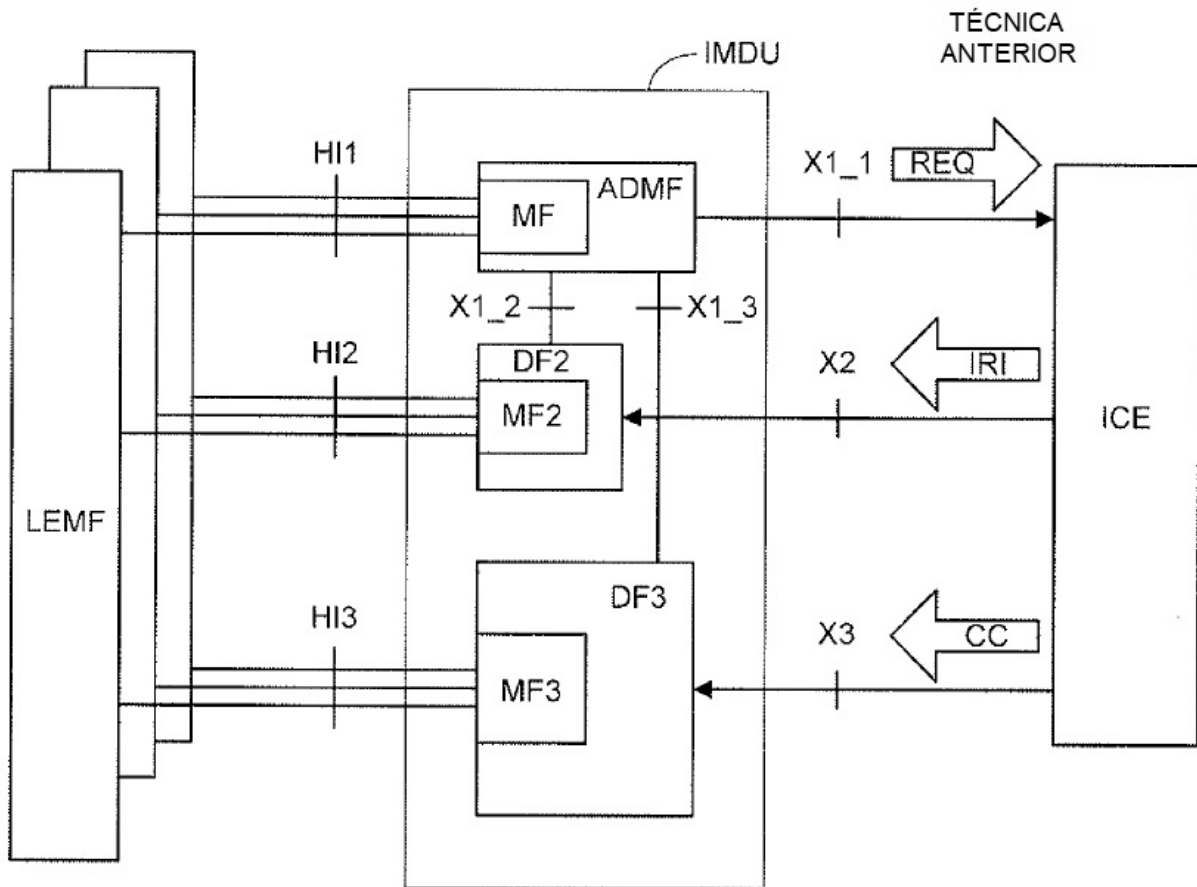 TÉCNICA
ANTERIOR
IMDU
HI1
ADMF
MF
X1_1
REQ
X1_2
X1_3
HI2
DF2
MF2
X2
IRI
ICE
LEMF
HI3
DF3
MF3
X3
CC